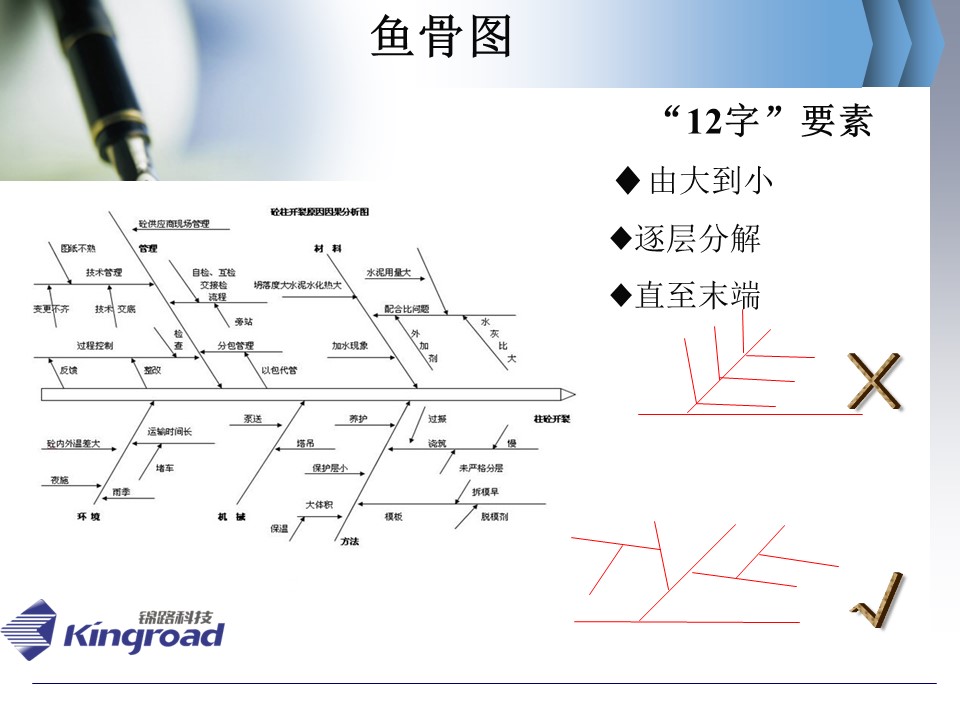 鱼骨图
“12字”要素
◆由大到小
◆逐层分解
◆直至末端
砼柱开裂原因因果分析图
砼供应商现场管理
图纸不熟
管理
材 料
技术管理
自检、互检
交接检
流程
坍落度大
水泥水化热大
水泥用量大
变更不齐
技术 交底
旁站
配合比问题
外
加
剂
水
灰
比
大
过程控制
检
查
分包管理
加水现象
反馈
整改
以包代管
柱砼开裂
泵送
养护
过振
砼内外温差大
运输时间长
塔吊
浇筑
慢
堵车
保护层小
未严格分层
夜施
雨季
大体积
拆模早
环 境
机 械
保温
模板
脱模剂
方法
锦路科技
Kingroad